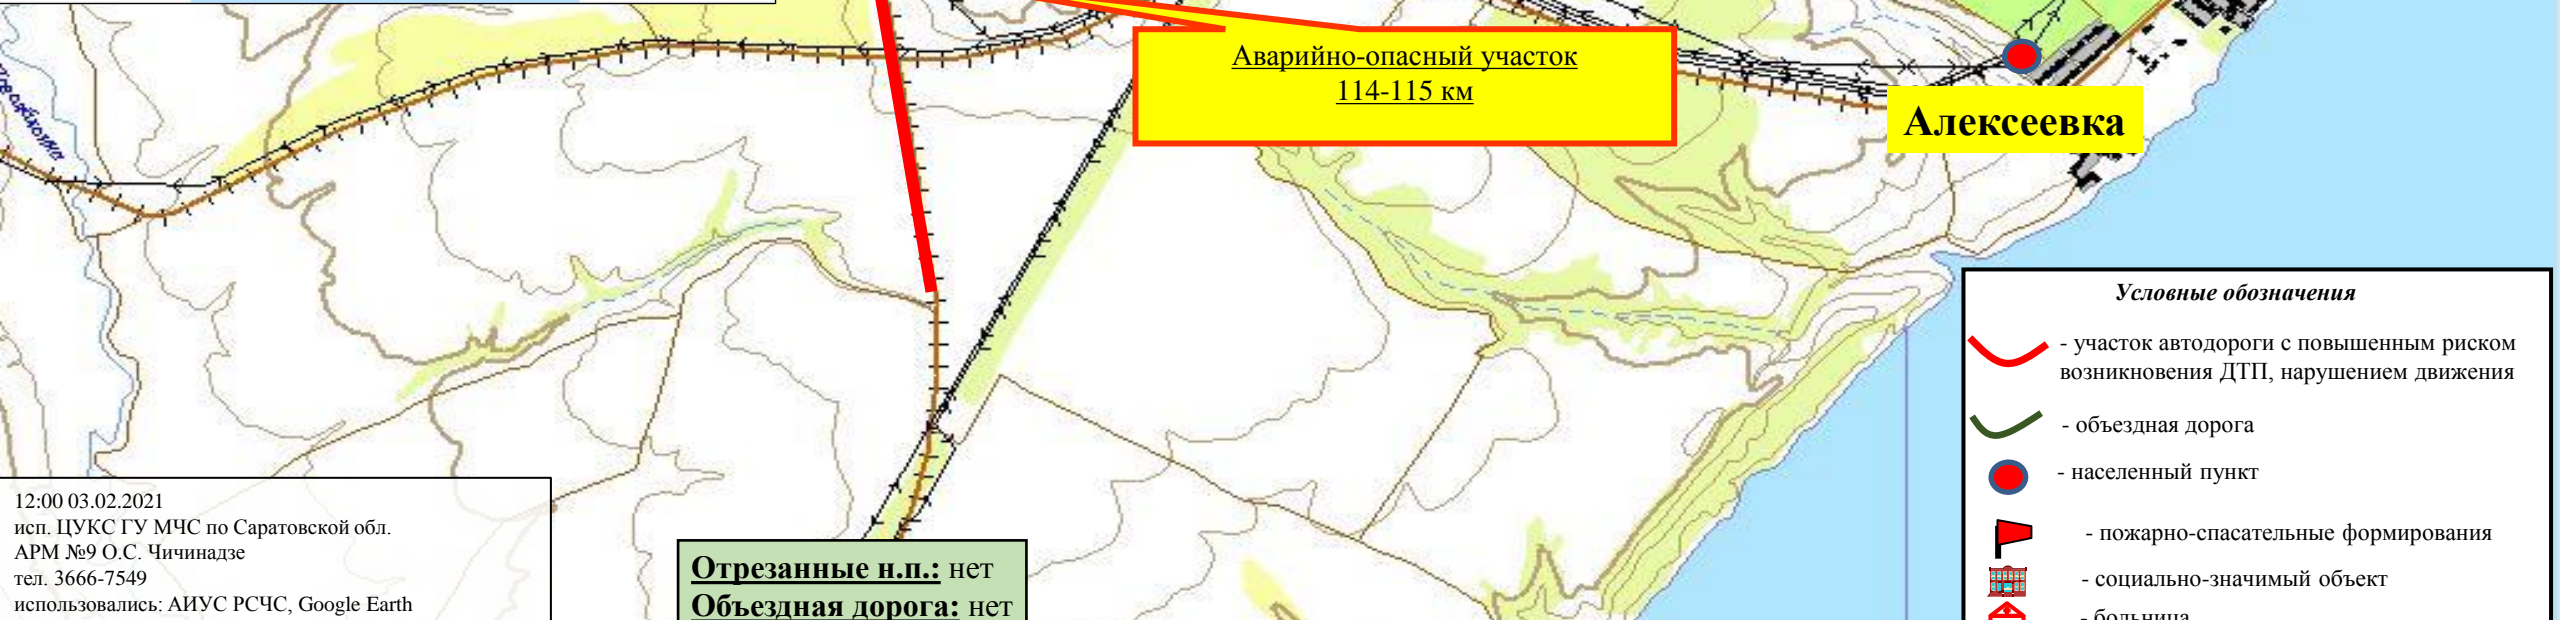 Аварийно-опасный участок
114-115 км
Алексеевка
Условные обозначения
- участок автодороги с повышенным риском
возникновения ДТП, нарушением движения
- объездная дорога
- населенный пункт
- пожарно-спасательные формирования
- социально-значимый объект
- больница
12:00 03.02.2021
исп. ЦУКС ГУ МЧС по Саратовской обл.
АРМ №9 О.С. Чичинадзе
тел. 3666-7549
использовались: АИУС РСЧС, Google Earth
Отрезанные н.п.: нет
Объездная дорога: нет